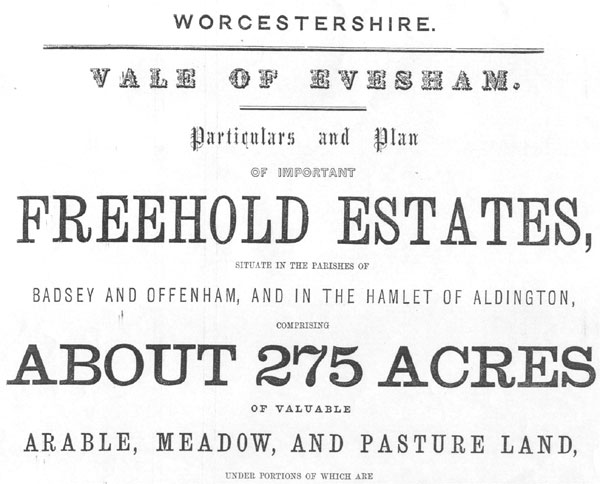 WORCESTERSHIRE.
VALE OF EVESHAM.
Particulars and Plan
OF IMPORTANT
FREEHOLD ESTATES,
SITUATE IN THE PARISHES OF
BADSEY AND OFFENHAM, AND IN THE HAMLET OF ALDINGTON,
COMPRISING
ABOUT 275 ACRES
OF VALUABLE
ARABLE, MEADOW, AND PASTURE LAND,
UNDER PORTIONS OF WHICH ARE